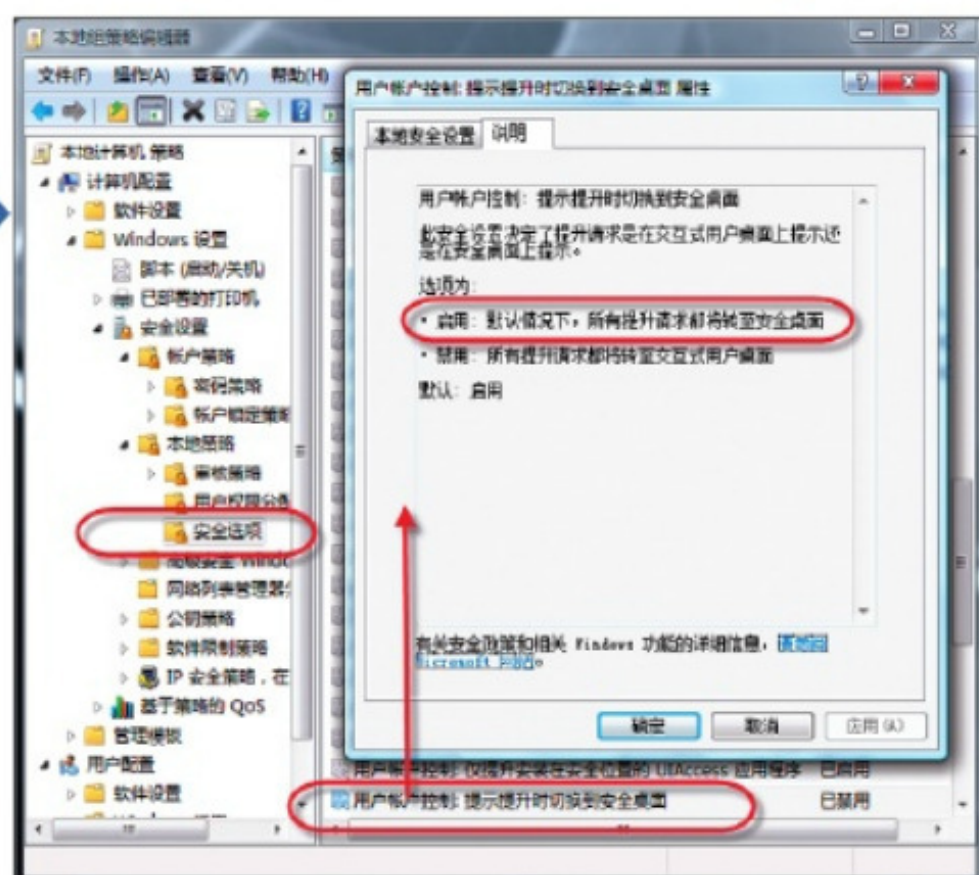 本地组策略编辑器
文件(F) 操作(A) 查看(V) 帮助(H)
本地计算机 策略
计算机配置
软件设置
Windows 设置
脚本 (启动/关机)
已部署的打印机
安全设置
帐户策略
密码策略
帐户锁定策略
本地策略
审核策略
用户权限分配
安全选项
高级安全 Windo
网络列表管理器
公钥策略
软件限制策略
IP 安全策略，在
基于策略的 QoS
管理模板
用户配置
软件设置
用户帐户控制: 提示提升时切换到安全桌面 属性
本地安全设置 说明
用户帐户控制: 提示提升时切换到安全桌面
此安全设置决定了提升请求是在交互式用户桌面上提示还
是在安全桌面上提示。
选项为:
• 启用: 默认情况下，所有提升请求都将转至安全桌面
• 禁用: 所有提升请求都将转至交互式用户桌面
默认: 启用
有关安全政策和相关 Windows 功能的详细信息，请访问
Microsoft 网站。
确定 取消 应用(A)
用户帐户控制: 仅提升安装在安全位置的 UIAccess 应用程序 已启用
用户帐户控制: 提示提升时切换到安全桌面 已禁用